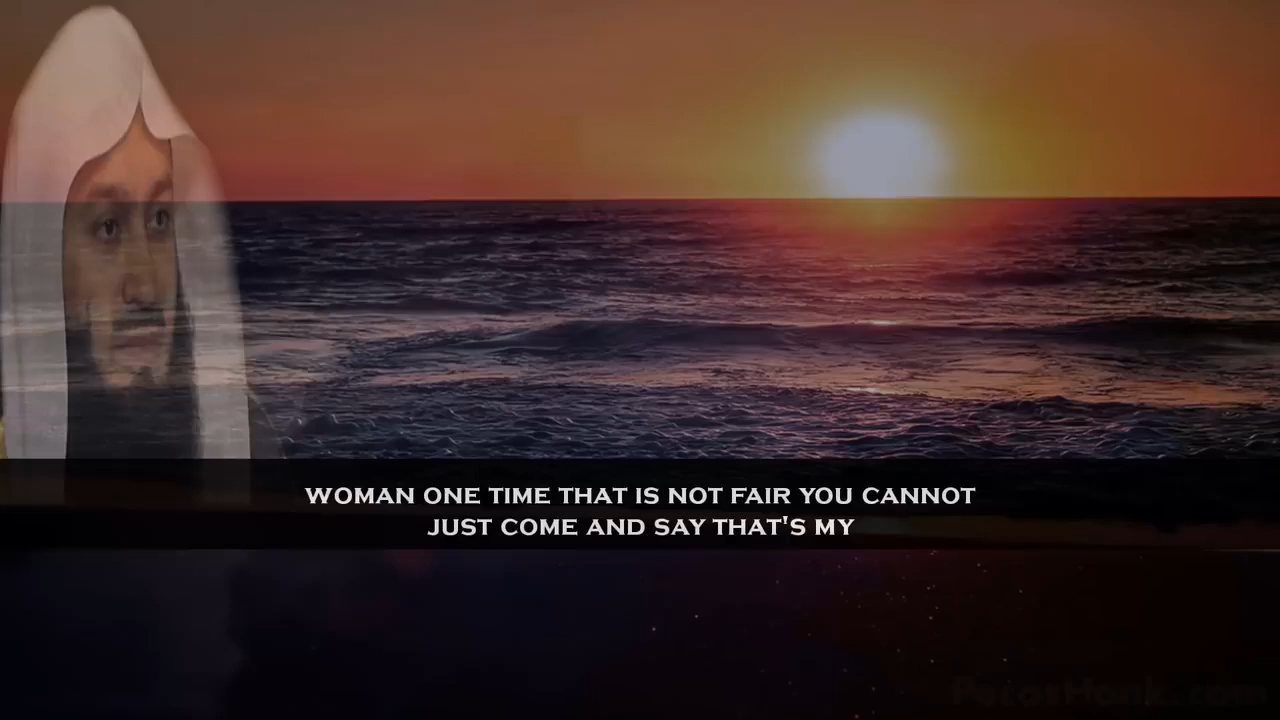 WOMAN ONE TIME THAT IS NOT FAIR YOU CANNOT
JUST COME AND SAY THAT'S MY